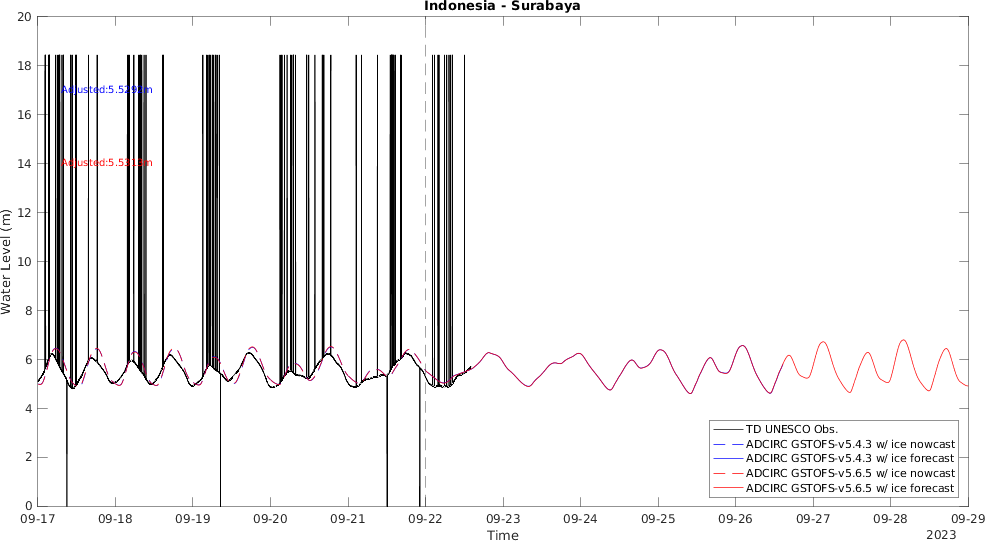 Indonesia - Surabaya
20
18
16
14
12
10
8
6
4
2
0
Water Level (m)
09-17 09-18 09-19 09-20 09-21 09-22 09-23 09-24 09-25 09-26 09-27 09-28 09-29
Time
2023
TD UNESCO Obs.
ADCIRC GSTOFS-v5.4.3 w/ ice nowcast
ADCIRC GSTOFS-v5.4.3 w/ ice forecast
ADCIRC GSTOFS-v5.6.5 w/ ice nowcast
ADCIRC GSTOFS-v5.6.5 w/ ice forecast